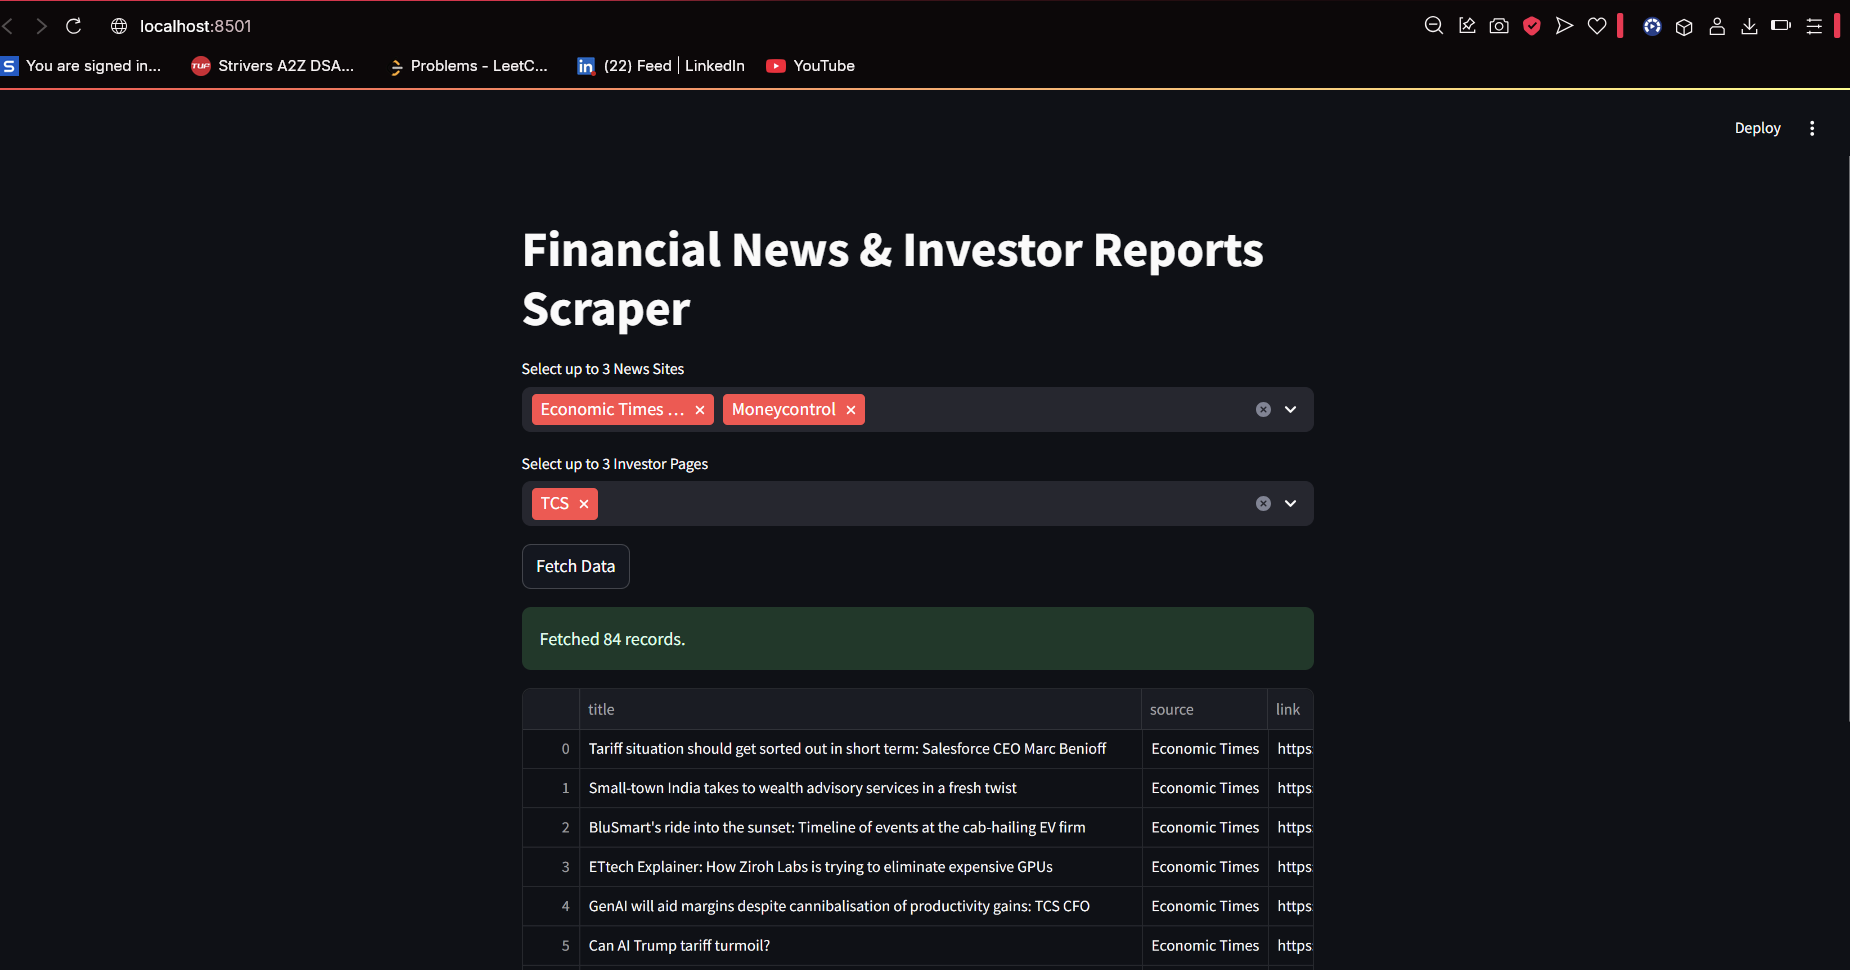 localhost:8501
S You are signed in...
TUF Strivers A2Z DSA...
Problems - LeetC...
in (22) Feed | LinkedIn
YouTube
Deploy
Financial News & Investor Reports
Scraper
Select up to 3 News Sites
Economic Times ... × Moneycontrol ×
Select up to 3 Investor Pages
TCS ×
Fetch Data
Fetched 84 records.
title source link
0 Tariff situation should get sorted out in short term: Salesforce CEO Marc Benioff Economic Times https:
1 Small-town India takes to wealth advisory services in a fresh twist Economic Times https:
2 BluSmart's ride into the sunset: Timeline of events at the cab-hailing EV firm Economic Times https:
3 ETtech Explainer: How Ziroh Labs is trying to eliminate expensive GPUs Economic Times https:
4 GenAI will aid margins despite cannibalisation of productivity gains: TCS CFO Economic Times https:
5 Can AI Trump tariff turmoil? Economic Times https: